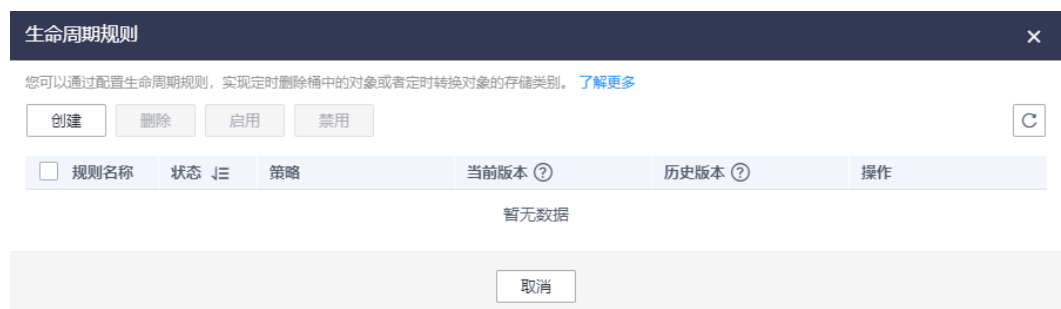 生命周期规则
您可以通过配置生命周期规则，实现定时删除桶中的对象或者定时转换对象的存储类别。 了解更多
创建 删除 启用 禁用
规则名称 状态 策略 当前版本 历史版本 操作
暂无数据
取消